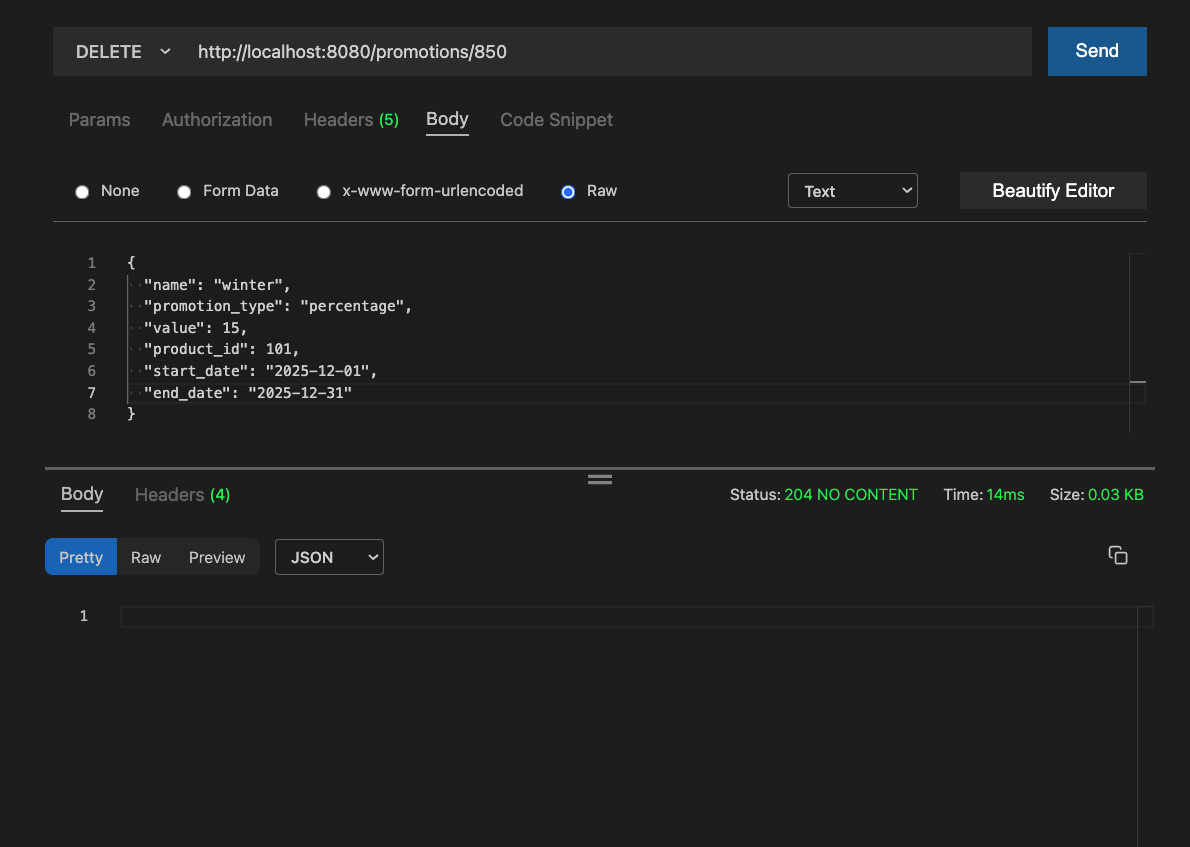 DELETE http://localhost:8080/promotions/850 Send
Params Authorization Headers (5) Body Code Snippet
None Form Data x-www-form-urlencoded Raw Text Beautify Editor
1 {
2 "name": "winter",
3 "promotion_type": "percentage",
4 "value": 15,
5 "product_id": 101,
6 "start_date": "2025-12-01",
7 "end_date": "2025-12-31"
8 }
Body Headers (4) Status: 204 NO CONTENT Time: 14ms Size: 0.03 KB
Pretty Raw Preview JSON
1